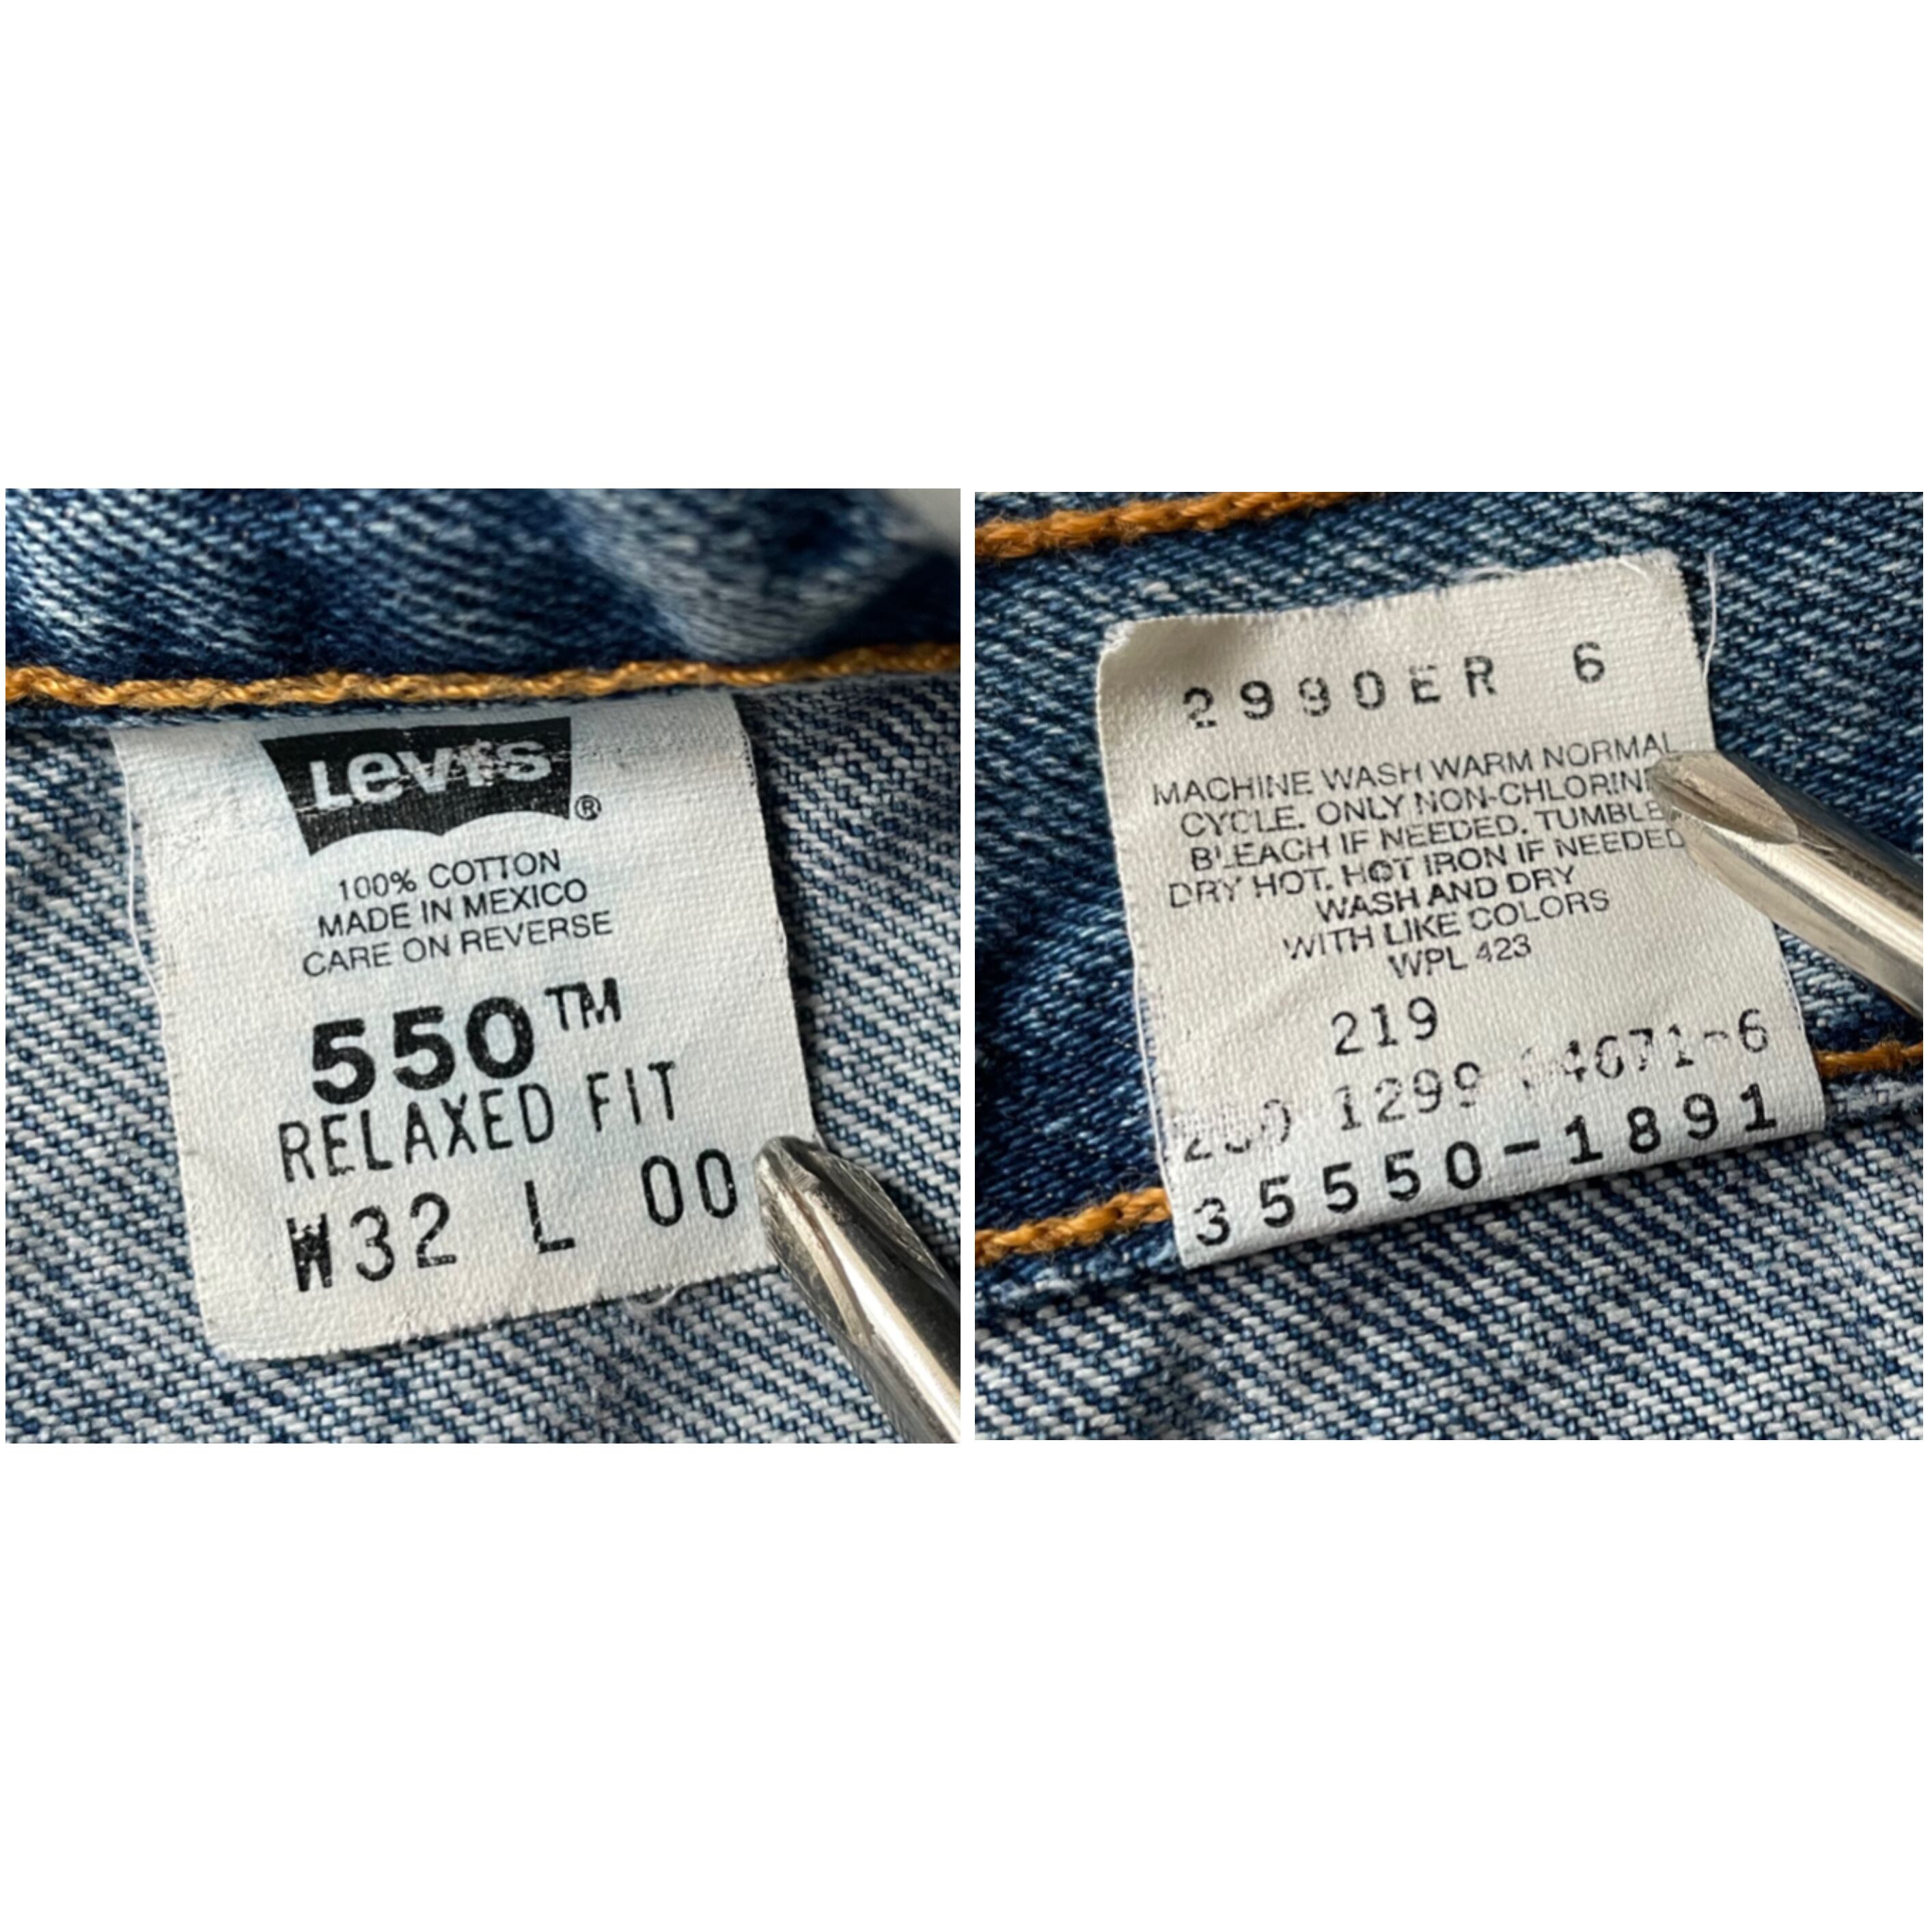 Levi's
®
100% COTTON
MADE IN MEXICO
CARE ON REVERSE
550™
RELAXED FIT
W32 L 00
2990ER 6
MACHINE WASH WARM NORMAL
CYCLE. ONLY NON-CHLORINE
BLEACH IF NEEDED. TUMBLE
DRY HOT. HOT IRON IF NEEDED
WASH AND DRY
WITH LIKE COLORS
WPL 423
219
1299
35550-1891